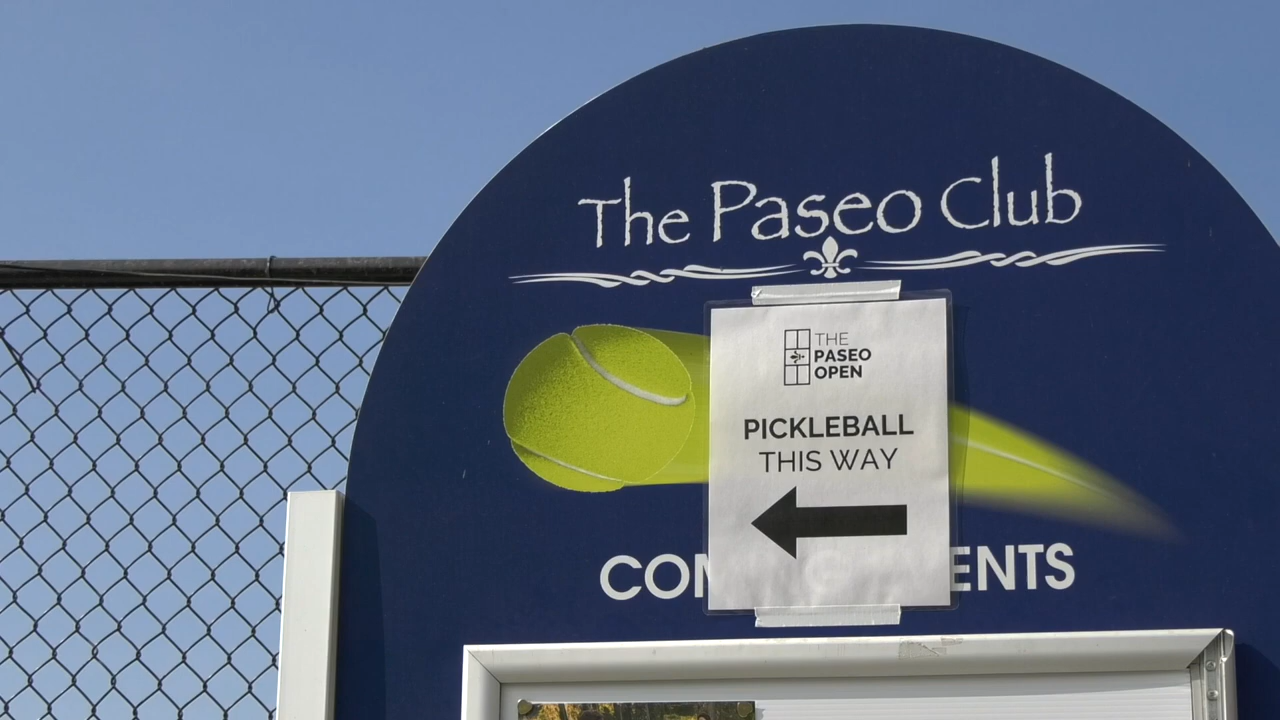 The Paseo Club
THE
PASEO
OPEN
PICKLEBALL
THIS WAY